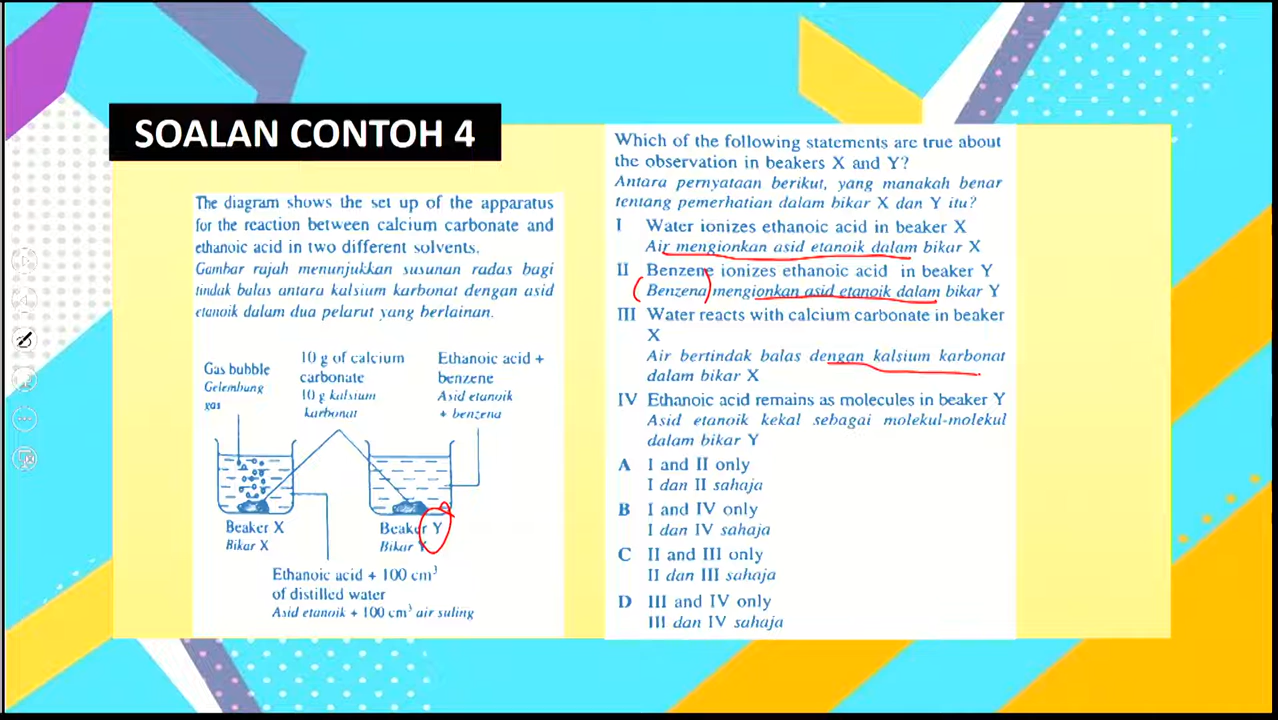 SOALAN CONTOH 4
The diagram shows the set up of the apparatus
for the reaction between calcium carbonate and
ethanoic acid in two different solvents.
Gambar rajah menunjukkan susunan radas bagi
tindak balas antara kalsium karbonat dengan asid
etanoik dalam dua pelarut yang berlainan.
Gas bubble
Gelembung
gas
10 g of calcium
carbonate
10 g kalsium
karbonat
Ethanoic acid +
benzene
Asid etanoik
+ benzena
Beaker X
Bikar X
Beaker Y
Bikar Y
Ethanoic acid + 100 cm³
of distilled water
Asid etanoik + 100 cm³ air suling
Which of the following statements are true about
the observation in beakers X and Y?
Antara pernyataan berikut, yang manakah benar
tentang pemerhatian dalam bikar X dan Y itu?
I Water ionizes ethanoic acid in beaker X
Air mengionkan asid etanoik dalam bikar X
II Benzene ionizes ethanoic acid in beaker Y
Benzena mengionkan asid etanoik dalam bikar Y
III Water reacts with calcium carbonate in beaker
X
Air bertindak balas dengan kalsium karbonat
dalam bikar X
IV Ethanoic acid remains as molecules in beaker Y
Asid etanoik kekal sebagai molekul-molekul
dalam bikar Y
A I and II only
I dan II sahaja
B I and IV only
I dan IV sahaja
C II and III only
II dan III sahaja
D III and IV only
III dan IV sahaja